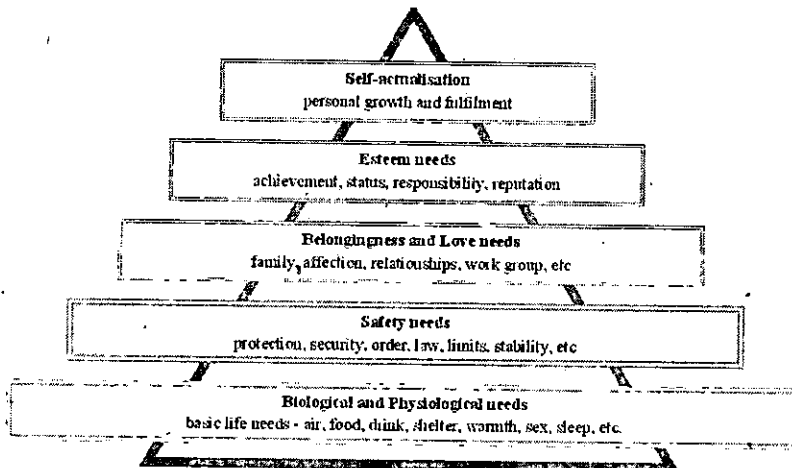 Self-actualisation
personal growth and fulfilment
Esteem needs
achievement, status, responsibility, reputation
Belongingness and Love needs
family, affection, relationships, work group, etc
Safety needs
protection, security, order, law, limits, stability, etc
Biological and Physiological needs
basic life needs - air, food, drink, shelter, warmth, sex, sleep, etc.